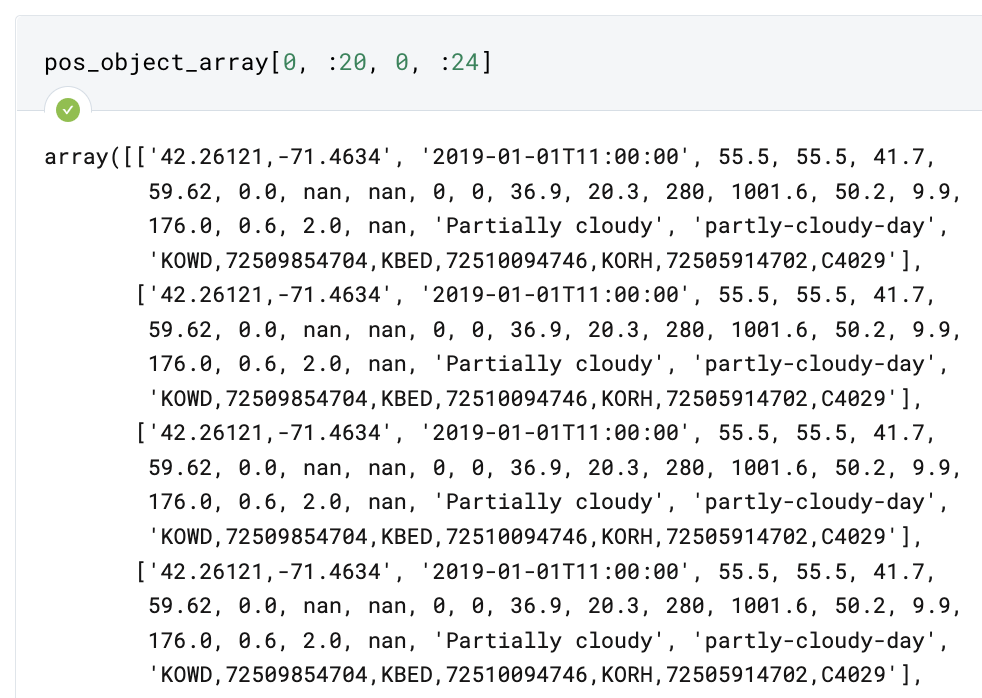 pos_object_array[0, :20, 0, :24]
array([['42.26121,-71.4634', '2019-01-01T11:00:00', 55.5, 55.5, 41.7,
59.62, 0.0, nan, nan, 0, 0, 36.9, 20.3, 280, 1001.6, 50.2, 9.9,
176.0, 0.6, 2.0, nan, 'Partially cloudy', 'partly-cloudy-day',
'KOWD,72509854704,KBED,72510094746,KORH,72505914702,C4029'],
['42.26121,-71.4634', '2019-01-01T11:00:00', 55.5, 55.5, 41.7,
59.62, 0.0, nan, nan, 0, 0, 36.9, 20.3, 280, 1001.6, 50.2, 9.9,
176.0, 0.6, 2.0, nan, 'Partially cloudy', 'partly-cloudy-day',
'KOWD,72509854704,KBED,72510094746,KORH,72505914702,C4029'],
['42.26121,-71.4634', '2019-01-01T11:00:00', 55.5, 55.5, 41.7,
59.62, 0.0, nan, nan, 0, 0, 36.9, 20.3, 280, 1001.6, 50.2, 9.9,
176.0, 0.6, 2.0, nan, 'Partially cloudy', 'partly-cloudy-day',
'KOWD,72509854704,KBED,72510094746,KORH,72505914702,C4029'],
['42.26121,-71.4634', '2019-01-01T11:00:00', 55.5, 55.5, 41.7,
59.62, 0.0, nan, nan, 0, 0, 36.9, 20.3, 280, 1001.6, 50.2, 9.9,
176.0, 0.6, 2.0, nan, 'Partially cloudy', 'partly-cloudy-day',
'KOWD,72509854704,KBED,72510094746,KORH,72505914702,C4029'],